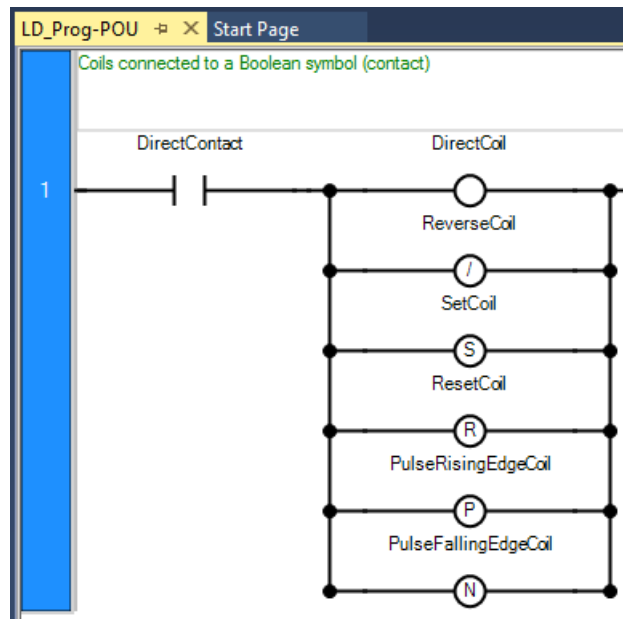 LD_Prog-POU Start Page
Coils connected to a Boolean symbol (contact)
DirectContact DirectCoil
1
ReverseCoil
/
SetCoil
S
ResetCoil
R
PulseRisingEdgeCoil
P
PulseFallingEdgeCoil
N